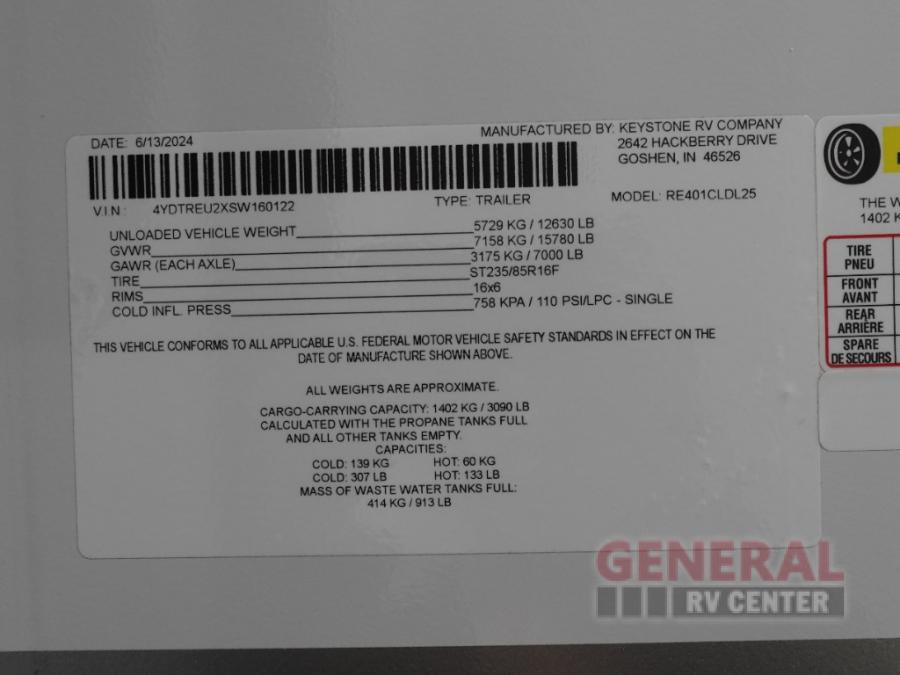 DATE: 6/13/2024
MANUFACTURED BY: KEYSTONE RV COMPANY
2642 HACKBERRY DRIVE
GOSHEN, IN 46526
VIN: 4YDTREU2XSW160122 TYPE: TRAILER MODEL: RE401CLDL25
UNLOADED VEHICLE WEIGHT 5729 KG / 12630 LB
GVWR 7158 KG / 15780 LB
GAWR (EACH AXLE) 3175 KG / 7000 LB
TIRE ST235/85R16F
RIMS 16x6
COLD INFL. PRESS 758 KPA / 110 PSI/LPC - SINGLE
THIS VEHICLE CONFORMS TO ALL APPLICABLE U.S. FEDERAL MOTOR VEHICLE SAFETY STANDARDS IN EFFECT ON THE
DATE OF MANUFACTURE SHOWN ABOVE.
ALL WEIGHTS ARE APPROXIMATE.
CARGO-CARRYING CAPACITY: 1402 KG / 3090 LB
CALCULATED WITH THE PROPANE TANKS FULL
AND ALL OTHER TANKS EMPTY.
CAPACITIES:
COLD: 139 KG HOT: 60 KG
COLD: 307 LB HOT: 133 LB
MASS OF WASTE WATER TANKS FULL:
414 KG / 913 LB
THE W
1402 K
TIRE
PNEU
FRONT
AVANT
REAR
ARRIÈRE
SPARE
DE SECOURS
GENERAL
RV CENTER